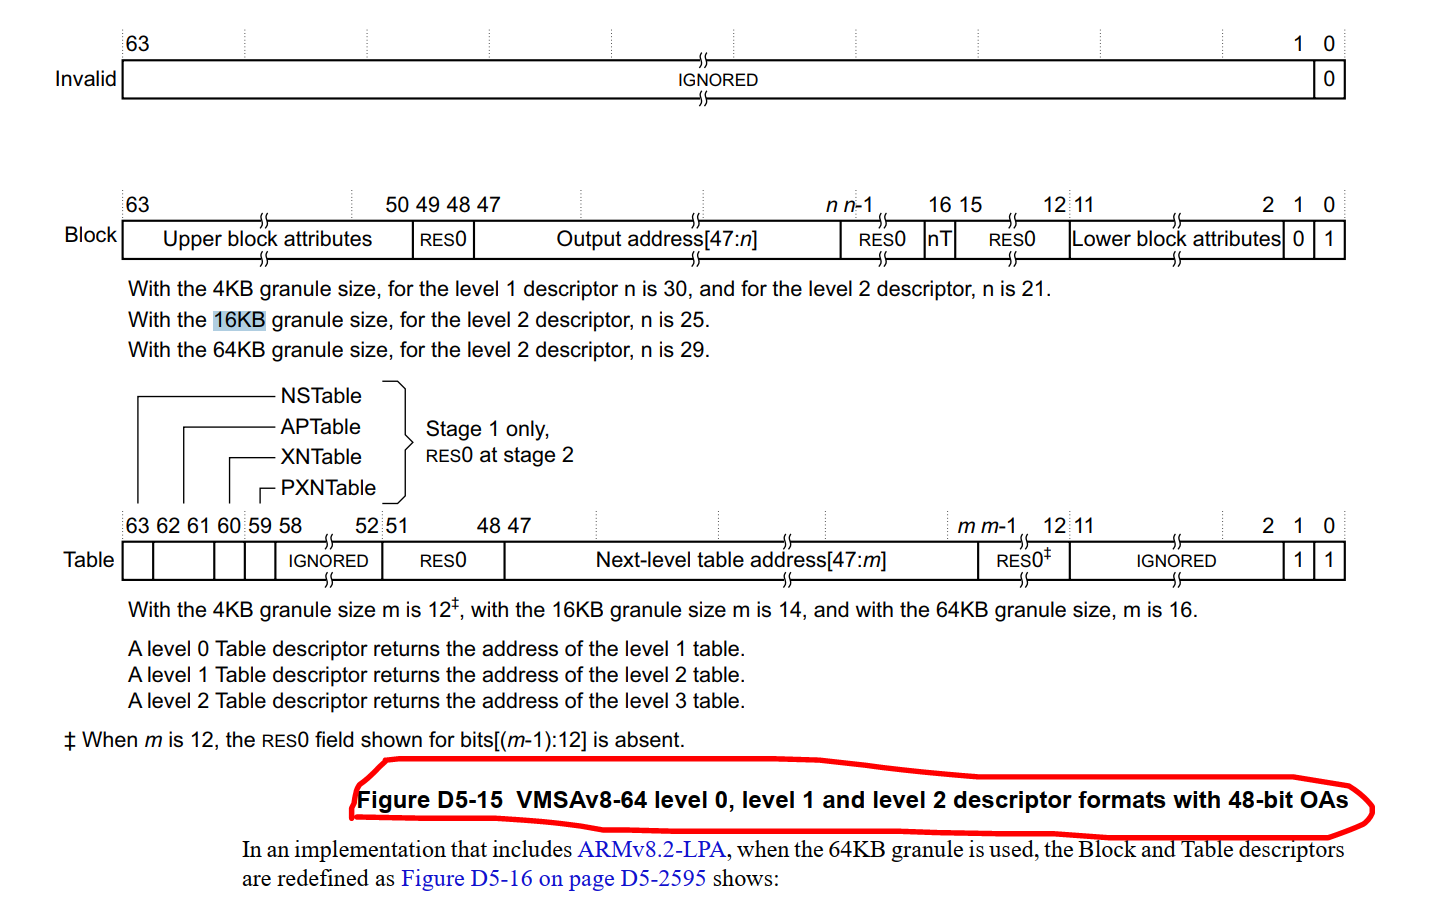 63 1 0
Invalid IGNORED 0
63 50 49 48 47 n n-1 16 15 12 11 2 1 0
Block Upper block attributes RES0 Output address[47:n] RES0 nT RES0 Lower block attributes 0 1
With the 4KB granule size, for the level 1 descriptor n is 30, and for the level 2 descriptor, n is 21.
With the 16KB granule size, for the level 2 descriptor, n is 25.
With the 64KB granule size, for the level 2 descriptor, n is 29.
NSTable
APTable
XNTable
PXNTable
Stage 1 only,
RES0 at stage 2
63 62 61 60 59 58 52 51 48 47 m m-1 12 11 2 1 0
Table IGNORED RES0 Next-level table address[47:m] RES0‡ IGNORED 1 1
With the 4KB granule size m is 12‡, with the 16KB granule size m is 14, and with the 64KB granule size, m is 16.
A level 0 Table descriptor returns the address of the level 1 table.
A level 1 Table descriptor returns the address of the level 2 table.
A level 2 Table descriptor returns the address of the level 3 table.
‡ When m is 12, the RES0 field shown for bits[(m-1):12] is absent.
Figure D5-15 VMSAv8-64 level 0, level 1 and level 2 descriptor formats with 48-bit OAs
In an implementation that includes ARMv8.2-LPA, when the 64KB granule is used, the Block and Table descriptors
are redefined as Figure D5-16 on page D5-2595 shows: